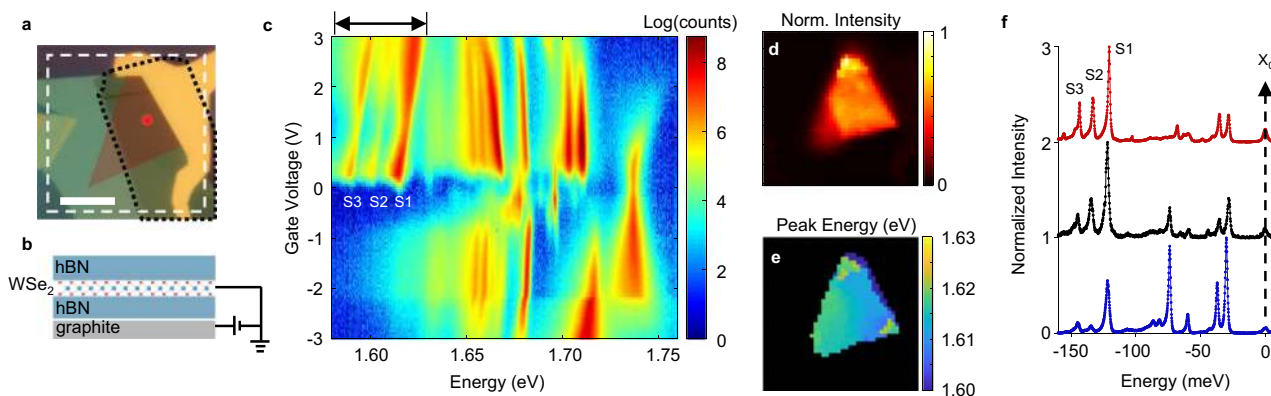 a
b
hBN
WSe2
hBN
graphite
c
Log(counts)
3
2
1
0
-1
-2
-3
Gate Voltage (V)
S3 S2 S1
1.60
1.65
1.70
1.75
Energy (eV)
8
6
4
2
0
Norm. Intensity
d
1
0
Peak Energy (eV)
e
1.63
1.62
1.61
1.60
f
3
2
1
0
Normalized Intensity
S3
S2
S1
-150
-100
-50
0
Energy (meV)